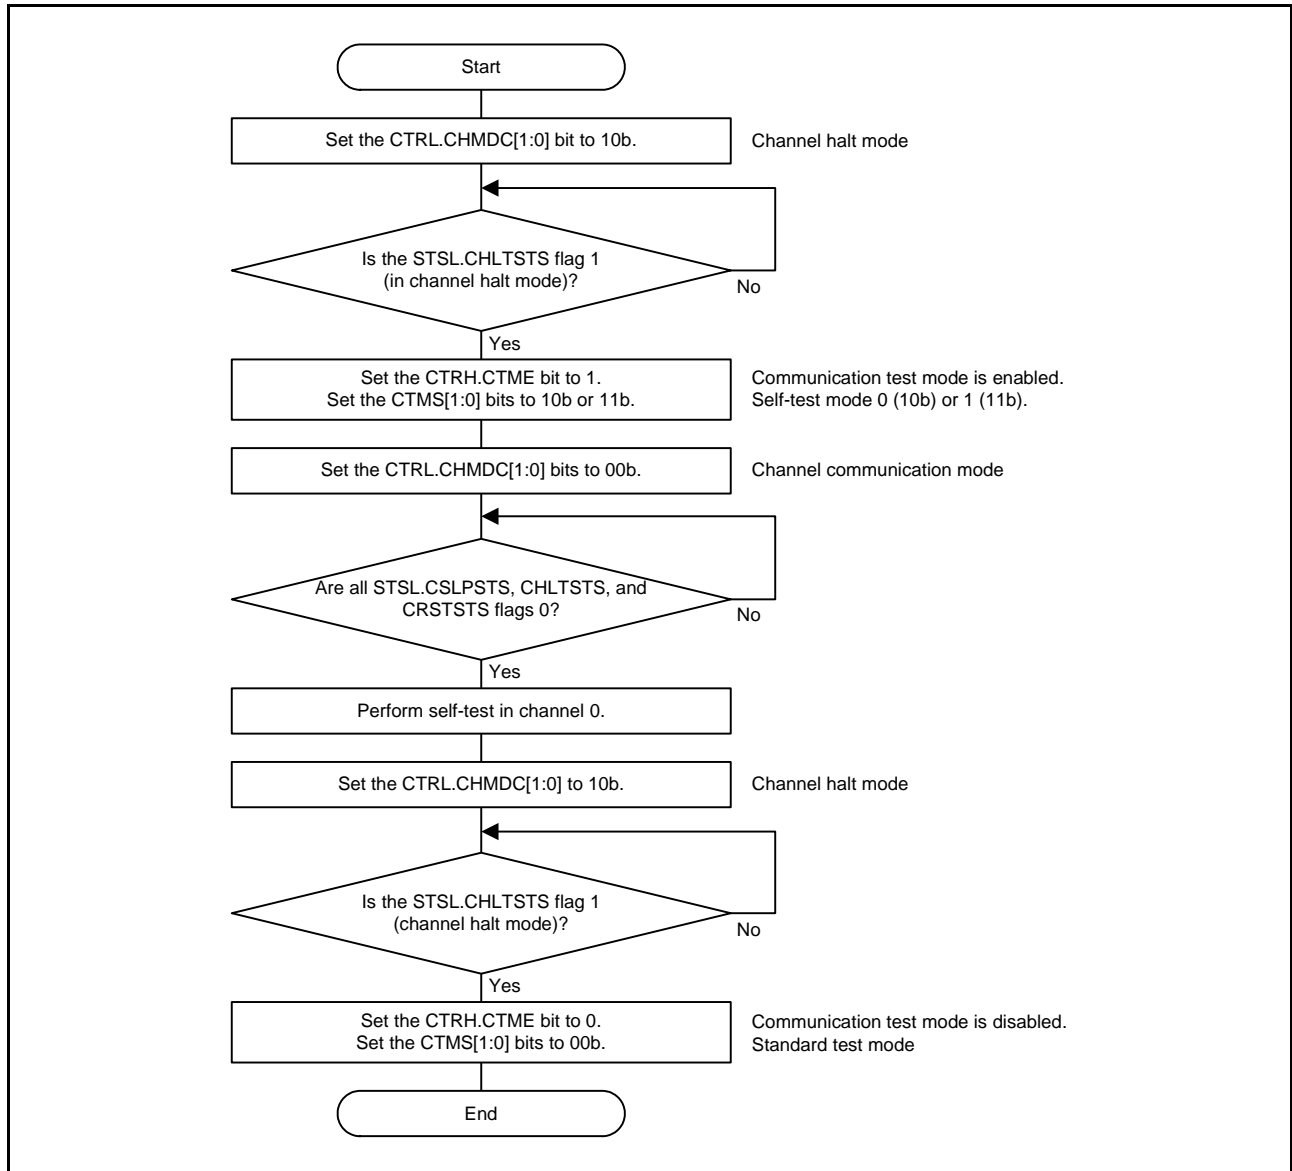 Start
Set the CTRL.CHMDC[1:0] bit to 10b.
Channel halt mode
Is the STSL.CHLTSTS flag 1
(in channel halt mode)?
No
Yes
Set the CTRH.CTME bit to 1.
Set the CTMS[1:0] bits to 10b or 11b.
Communication test mode is enabled.
Self-test mode 0 (10b) or 1 (11b).
Set the CTRL.CHMDC[1:0] bits to 00b.
Channel communication mode
Are all STSL.CSLPSTS, CHLTSTS, and
CRSTSTS flags 0?
No
Yes
Perform self-test in channel 0.
Set the CTRL.CHMDC[1:0] to 10b.
Channel halt mode
Is the STSL.CHLTSTS flag 1
(channel halt mode)?
No
Yes
Set the CTRH.CTME bit to 0.
Set the CTMS[1:0] bits to 00b.
Communication test mode is disabled.
Standard test mode
End